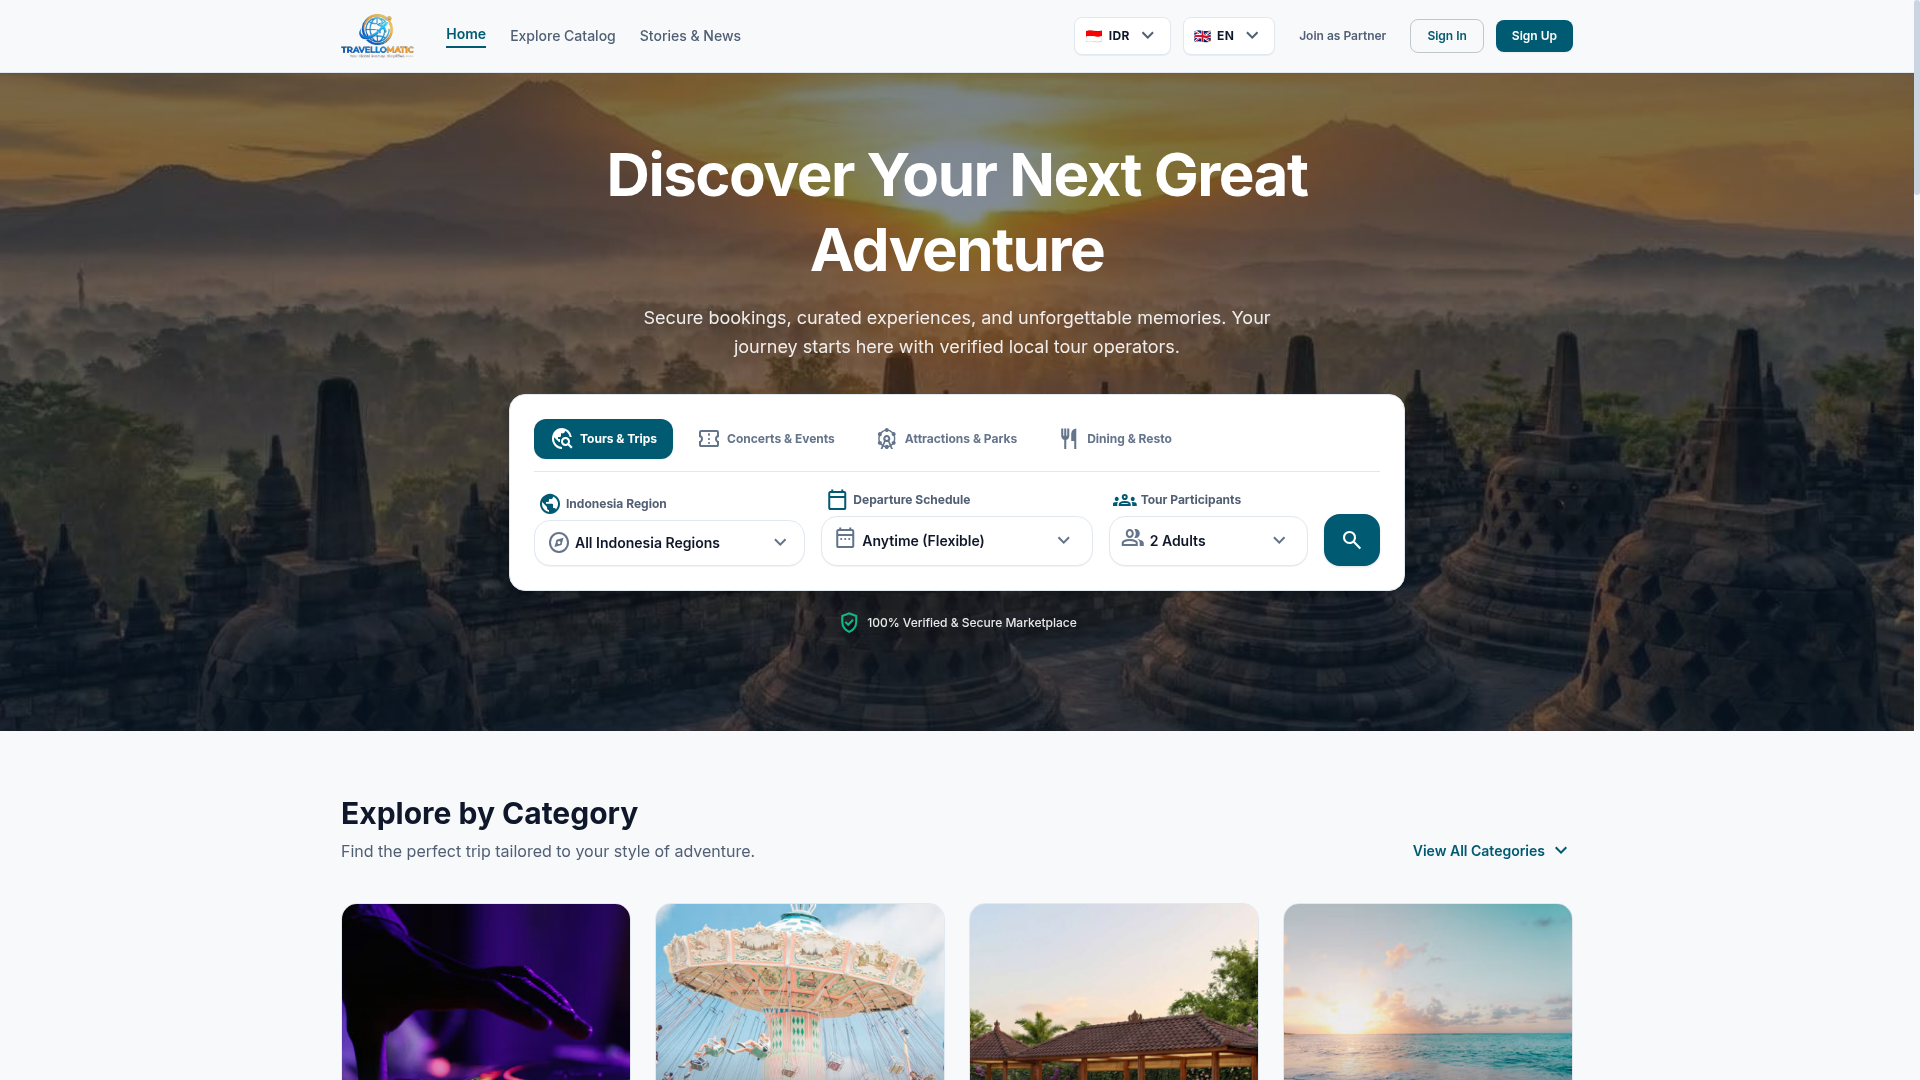 TRAVELLOMATIC
Home
Explore Catalog
Stories & News
IDR
EN
Join as Partner
Sign In
Sign Up
Discover Your Next Great
Adventure
Secure bookings, curated experiences, and unforgettable memories. Your
journey starts here with verified local tour operators.
Tours & Trips
Concerts & Events
Attractions & Parks
Dining & Resto
Indonesia Region
Departure Schedule
Tour Participants
All Indonesia Regions
Anytime (Flexible)
2 Adults
100% Verified & Secure Marketplace
Explore by Category
Find the perfect trip tailored to your style of adventure.
View All Categories